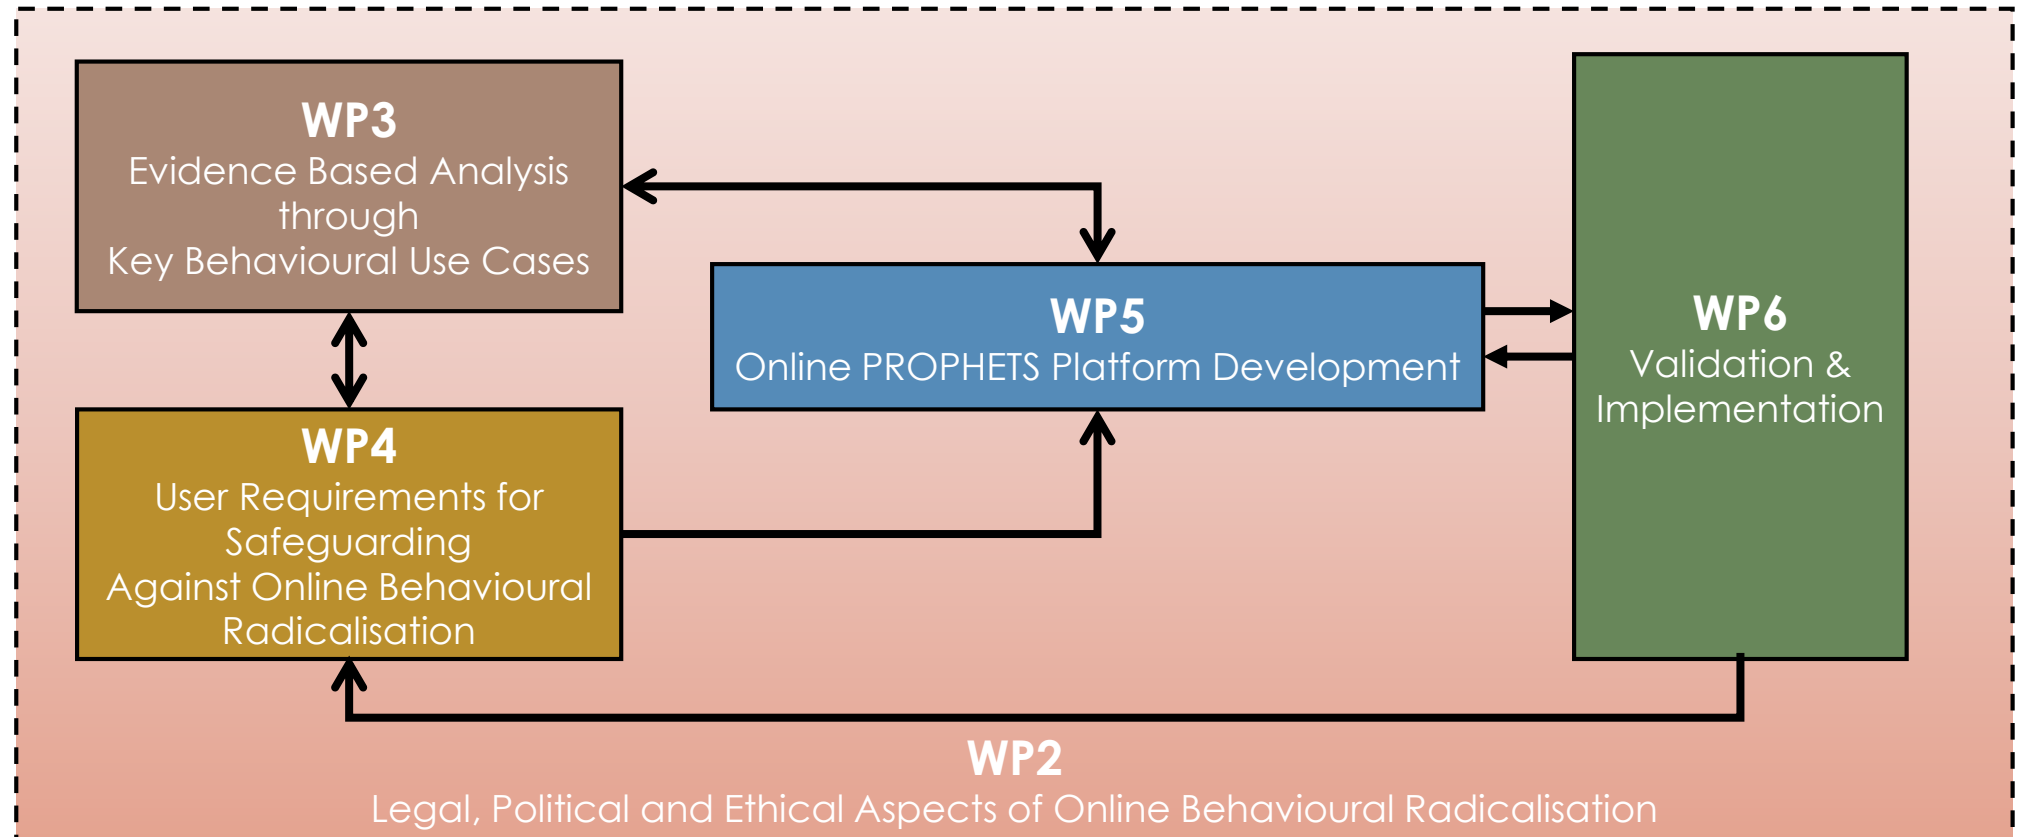 WP3
Evidence Based Analysis
through
Key Behavioural Use Cases
WP4
User Requirements for
Safeguarding
Against Online Behavioural
Radicalisation
WP5
Online PROPHETS Platform Development
WP6
Validation &
Implementation
WP2
Legal, Political and Ethical Aspects of Online Behavioural Radicalisation